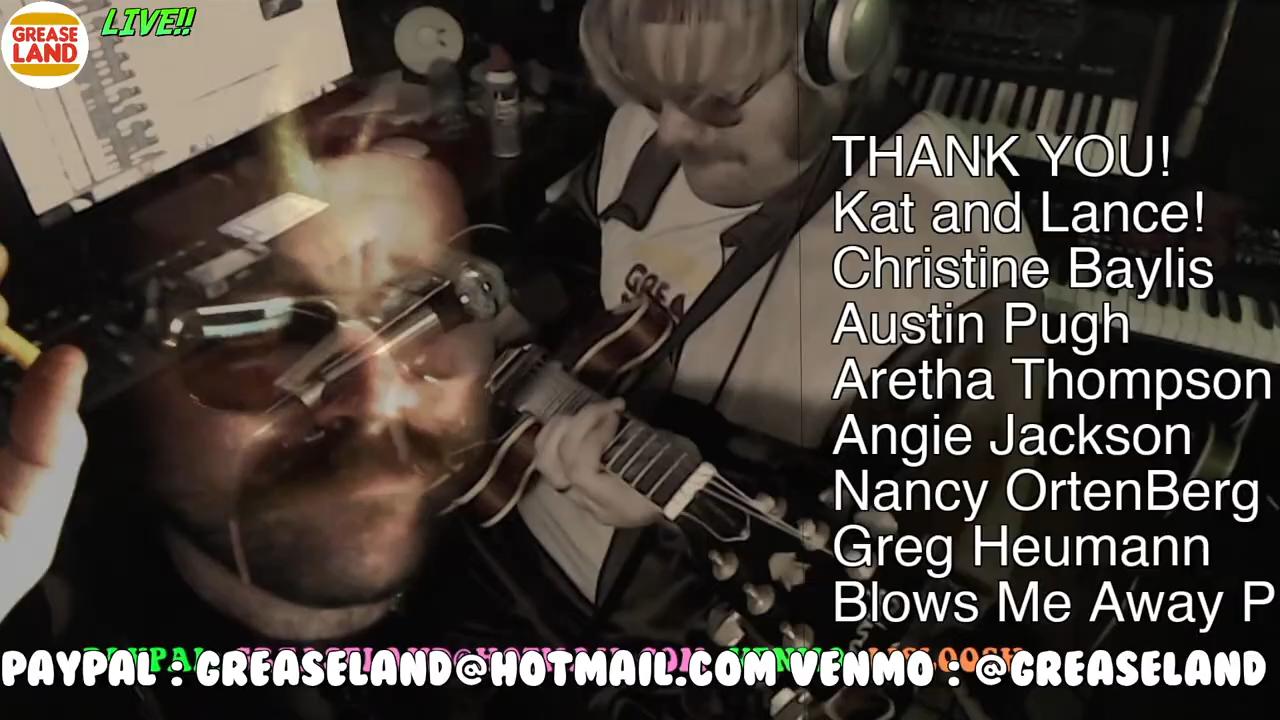 GREASE
LAND
LIVE!!
THANK YOU!
Kat and Lance!
Christine Baylis
Austin Pugh
Aretha Thompson
Angie Jackson
Nancy OrtenBerg
Greg Heumann
Blows Me Away P
PAYPAL : GREASELAND@HOTMAIL.COM VENMO : @GREASELAND